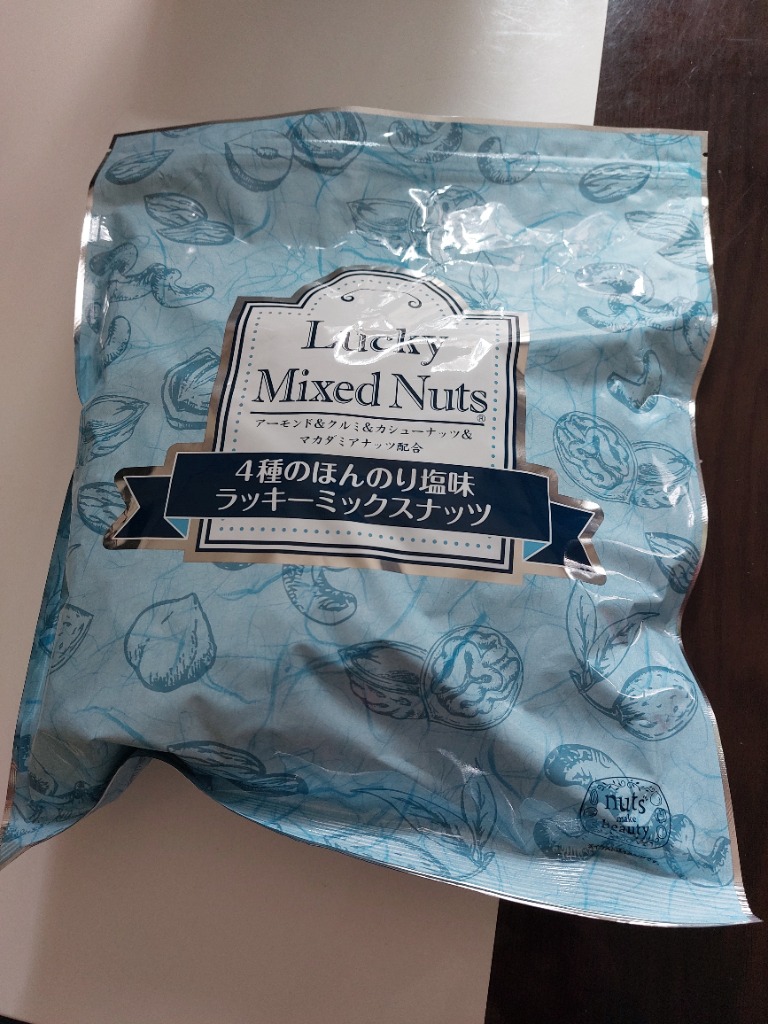 Lucky
Mixed Nuts®
アーモンド&クルミ&カシューナッツ&
マカダミアナッツ配合
4種のほんのり塩味
ラッキーミックスナッツ
nuts
make
beauty